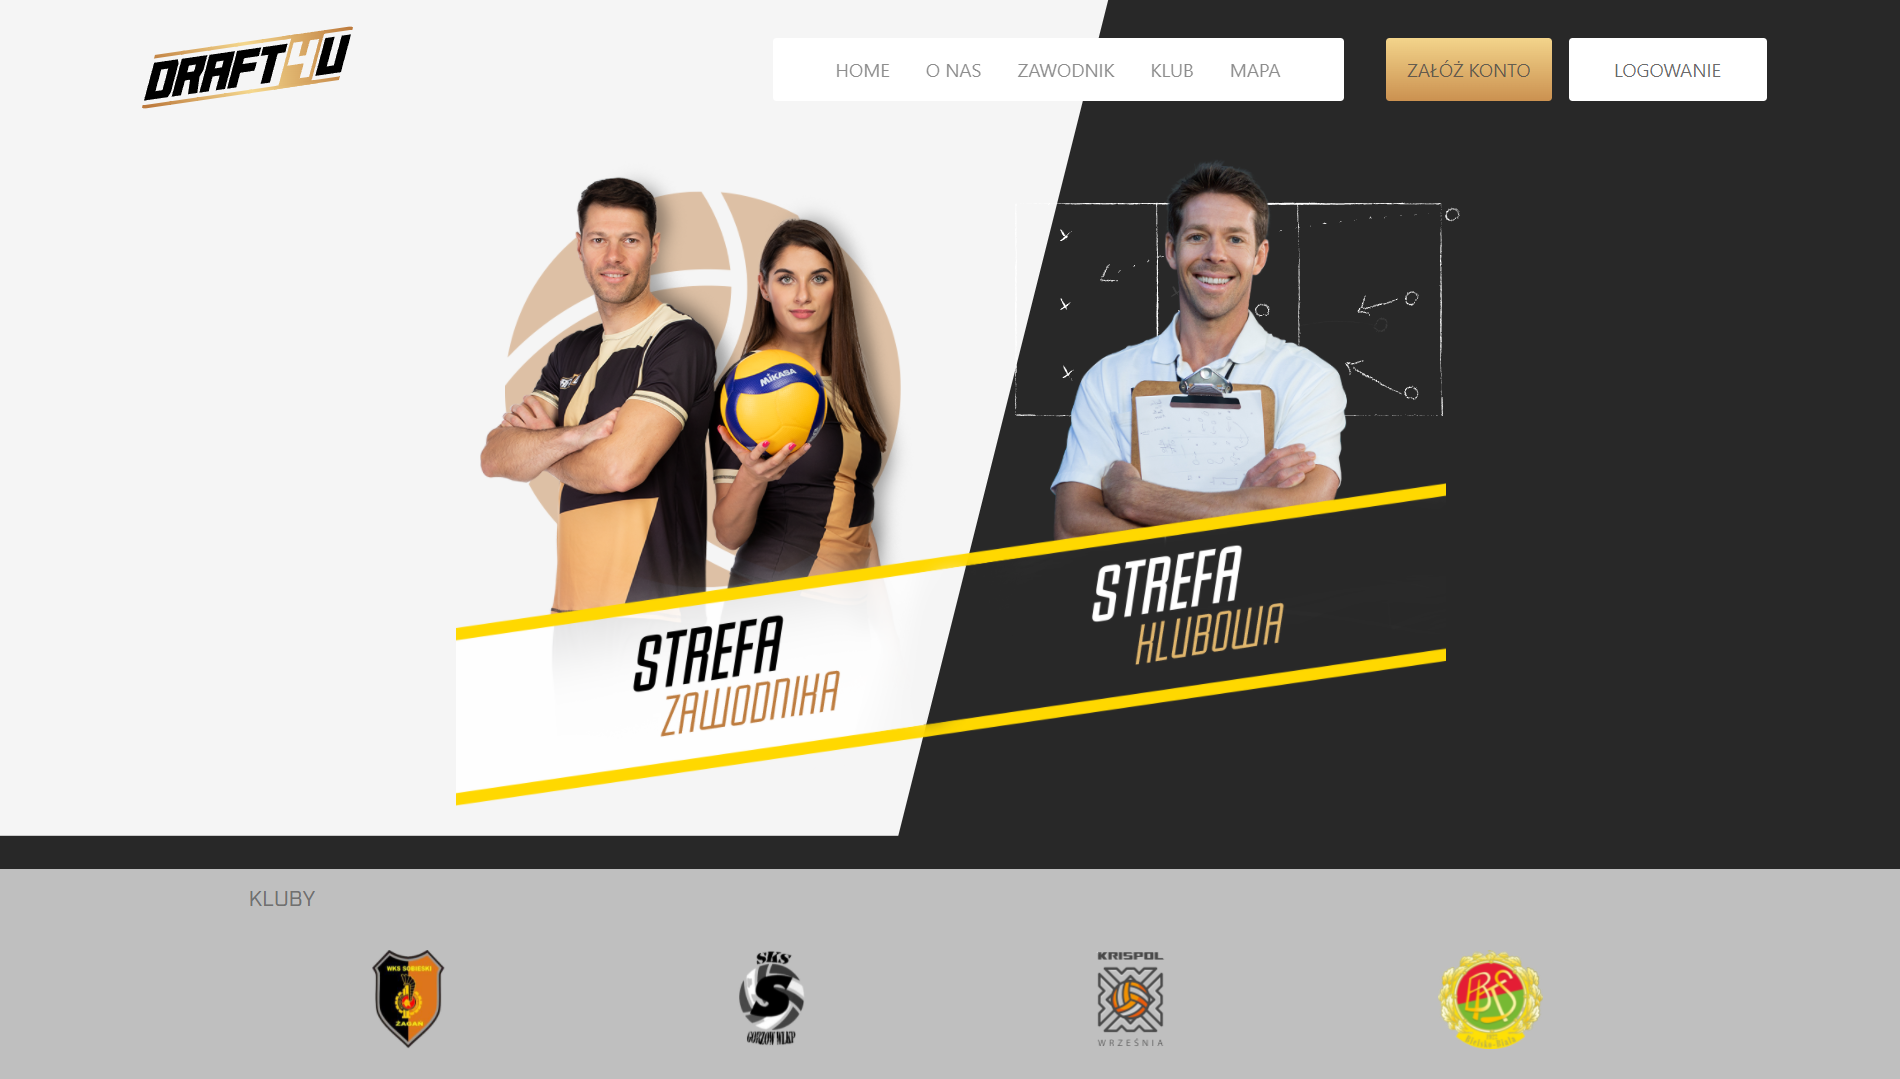 DRAFT4U
HOME O NAS ZAWODNIK KLUB MAPA
ZAŁÓŻ KONTO
LOGOWANIE
MIKASA
STREFA
ZAWODNIKA
STREFA
KLUBOWA
KLUBY
WKS SOBIESKI
ŻAGAŃ
SKS
S
GORZÓW WLKP
KRISPOL
WRZEŚNIA
BKS
Bielsko-Biała